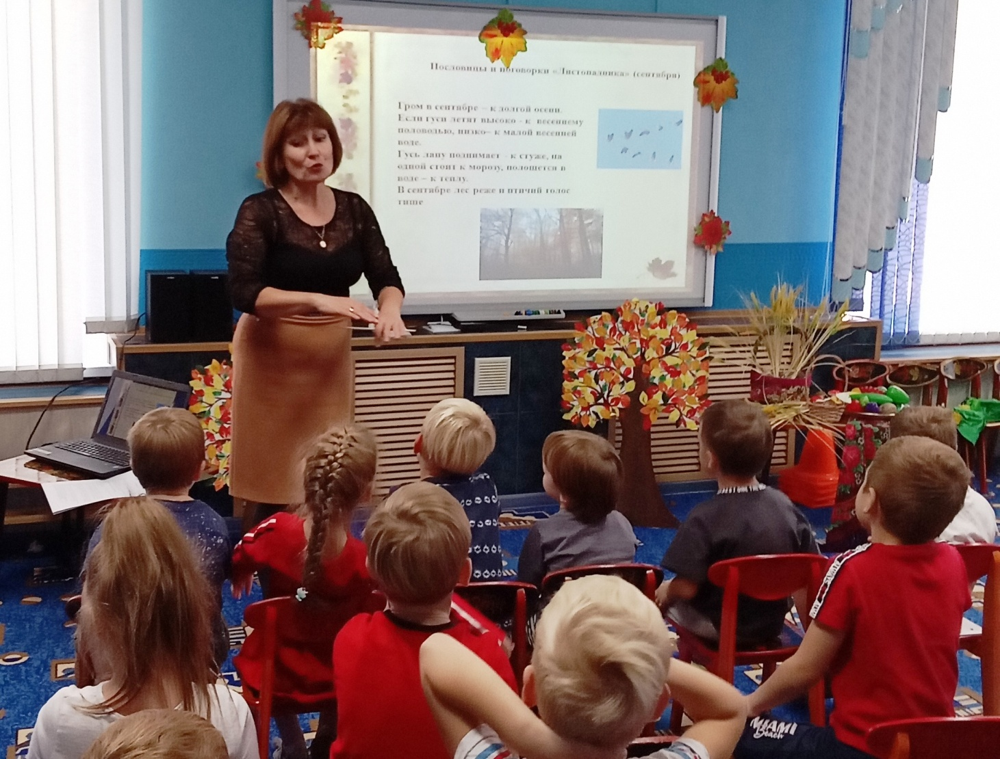 Пословицы и поговорки «Листопадника» (сентября)
Гром в сентябре – к долгой осени.
Если гуси летят высоко - к весеннему
половодью, низко– к малой весенней
воде.
Гусь лапу поднимает - к стуже, на
одной стоит к морозу, полощется в
воде – к теплу.
В сентябре лес реже и птичий голос
тише
MIAMI
Beach